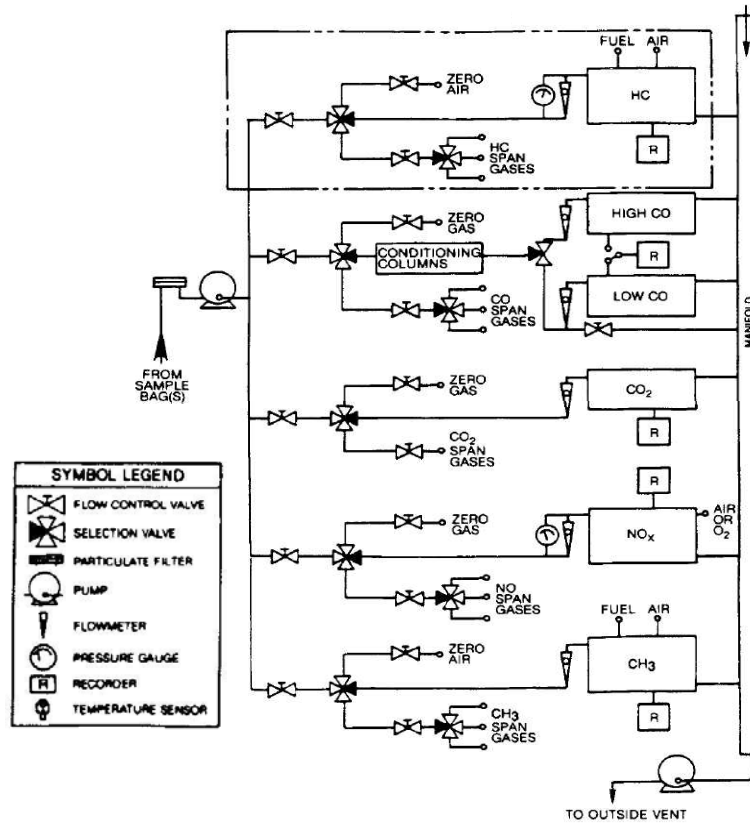 FUEL AIR
ZERO
AIR
HC
R
HC
SPAN
GASES
ZERO
GAS
HIGH CO
CONDITIONING
COLUMNS
R
CO
SPAN
GASES
LOW CO
MANIFOLD
FROM
SAMPLE
BAG(S)
ZERO
GAS
CO2
R
CO2
SPAN
GASES
R
ZERO
GAS
NOX
AIR
OR
O2
NO
SPAN
GASES
FUEL AIR
ZERO
AIR
CH3
R
CH3
SPAN
GASES
TO OUTSIDE VENT
SYMBOL LEGEND
FLOW CONTROL VALVE
SELECTION VALVE
PARTICULATE FILTER
PUMP
FLOWMETER
PRESSURE GAUGE
R RECORDER
TEMPERATURE SENSOR